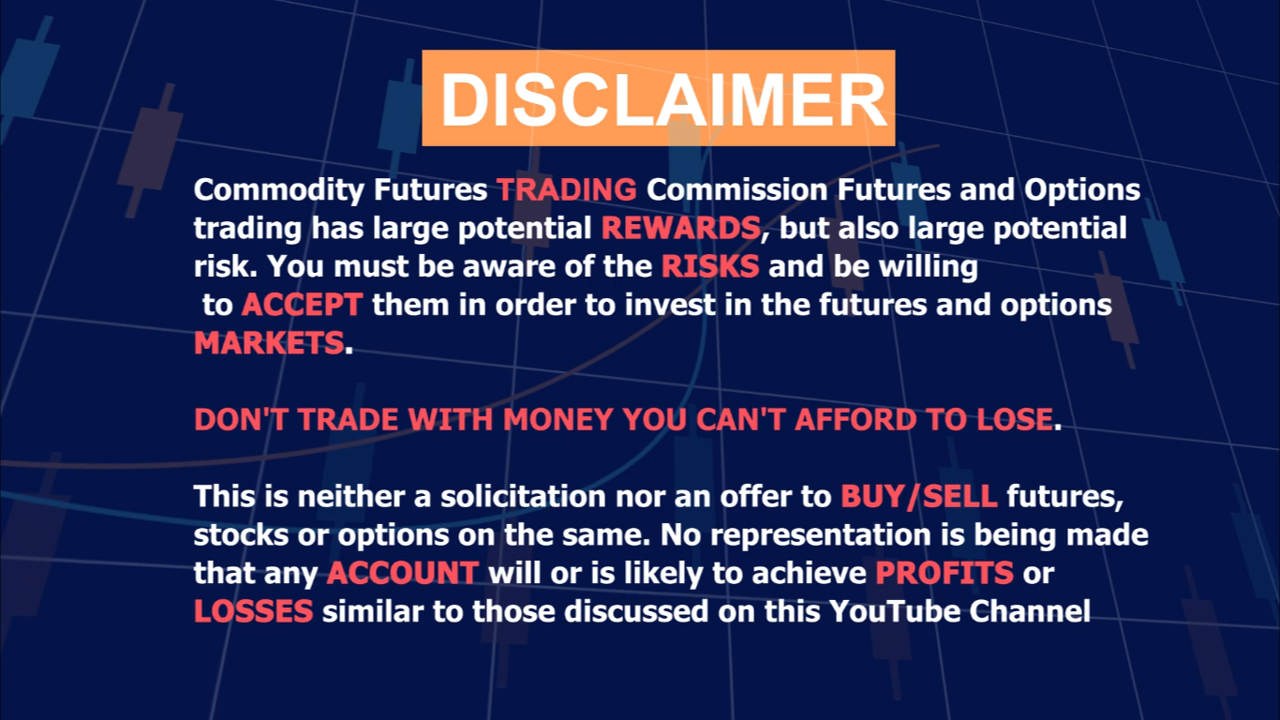 DISCLAIMER
Commodity Futures TRADING Commission Futures and Options
trading has large potential REWARDS, but also large potential
risk. You must be aware of the RISKS and be willing
to ACCEPT them in order to invest in the futures and options
MARKETS.
DON'T TRADE WITH MONEY YOU CAN'T AFFORD TO LOSE.
This is neither a solicitation nor an offer to BUY/SELL futures,
stocks or options on the same. No representation is being made
that any ACCOUNT will or is likely to achieve PROFITS or
LOSSES similar to those discussed on this YouTube Channel